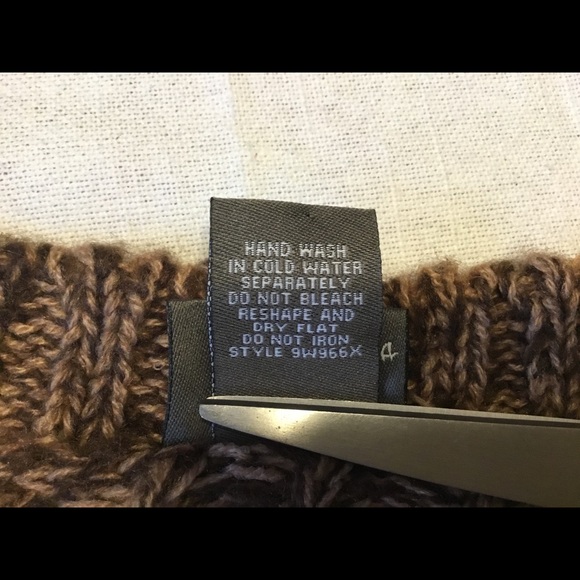 HAND WASH
IN COLD WATER
SEPARATELY
DO NOT BLEACH
RESHAPE AND
DRY FLAT
DO NOT IRON
STYLE 9W966X
A